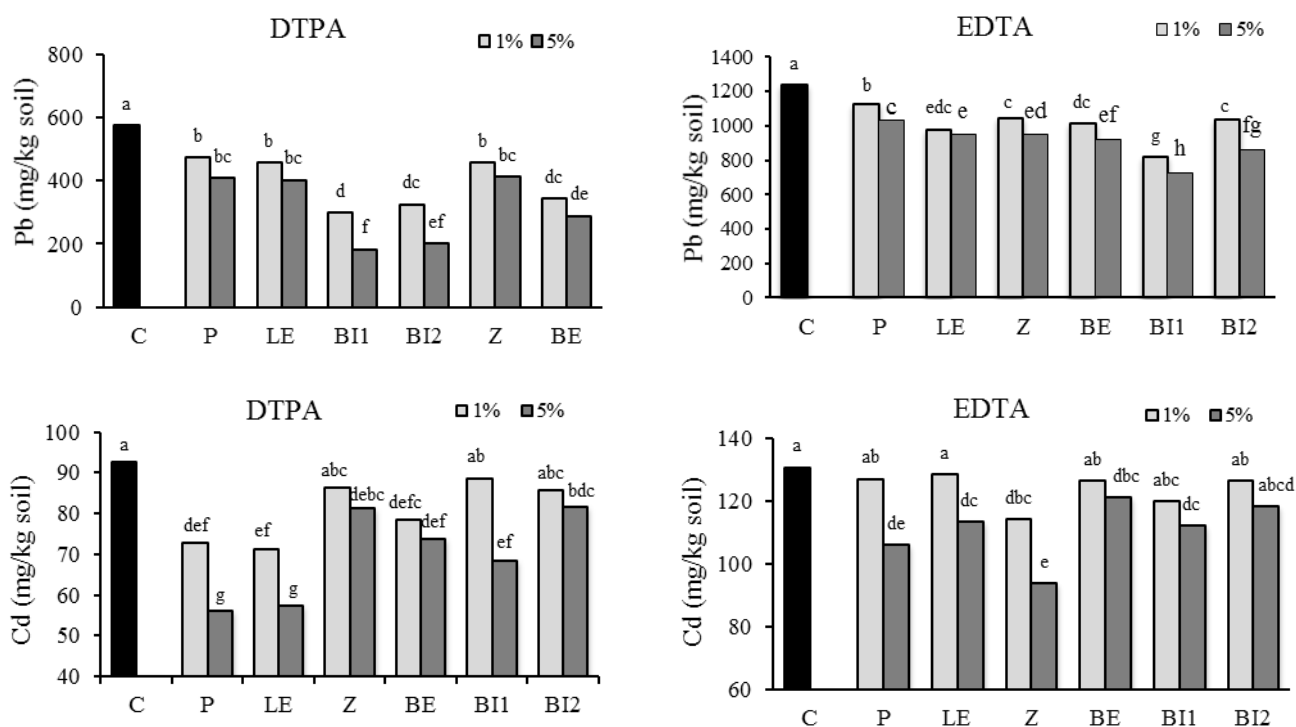 DTPA
1% 5%
Pb (mg/kg soil)
800
600
400
200
0
a
b bc
b bc
d f
dc ef
b bc
dc de
C P LE BI1 BI2 Z BE
EDTA
1% 5%
Pb (mg/kg soil)
1400
1200
1000
800
600
400
200
0
a
b c
edc e
c ed
dc ef
g h
c fg
C P LE Z BE BI1 BI2
DTPA
1% 5%
Cd (mg/kg soil)
100
90
80
70
60
50
40
a
def g
ef g
abc debc
defc def
ab ef
abc bdc
C P LE Z BE BI1 BI2
EDTA
1% 5%
Cd (mg/kg soil)
140
120
100
80
60
a
ab de
a dc
dbc e
ab dbc
abc dc
ab abcd
C P LE Z BE BI1 BI2